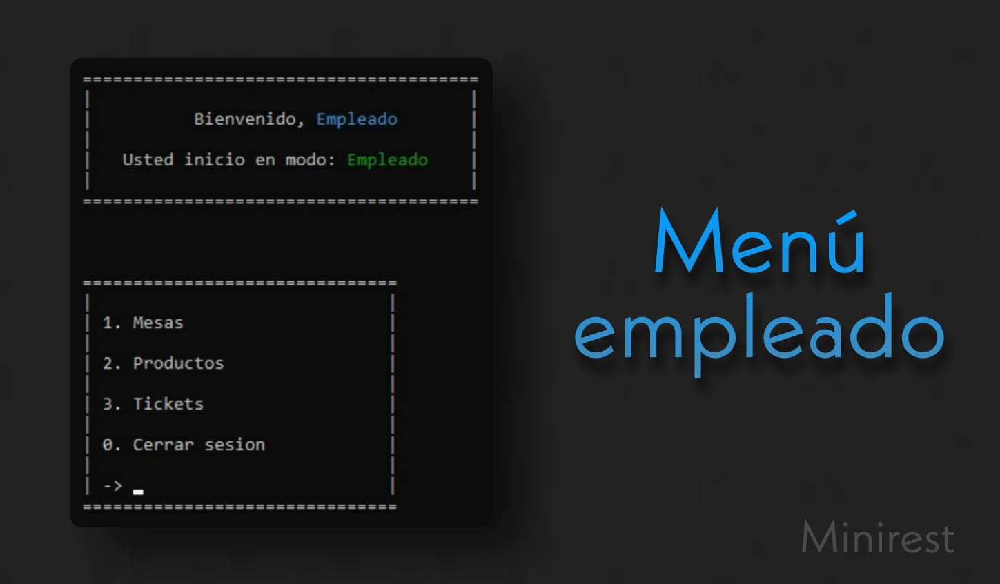 Bienvenido, Empleado
Usted inicio en modo: Empleado
1. Mesas
2. Productos
3. Tickets
0. Cerrar sesion
->
Menú
empleado
Minirest